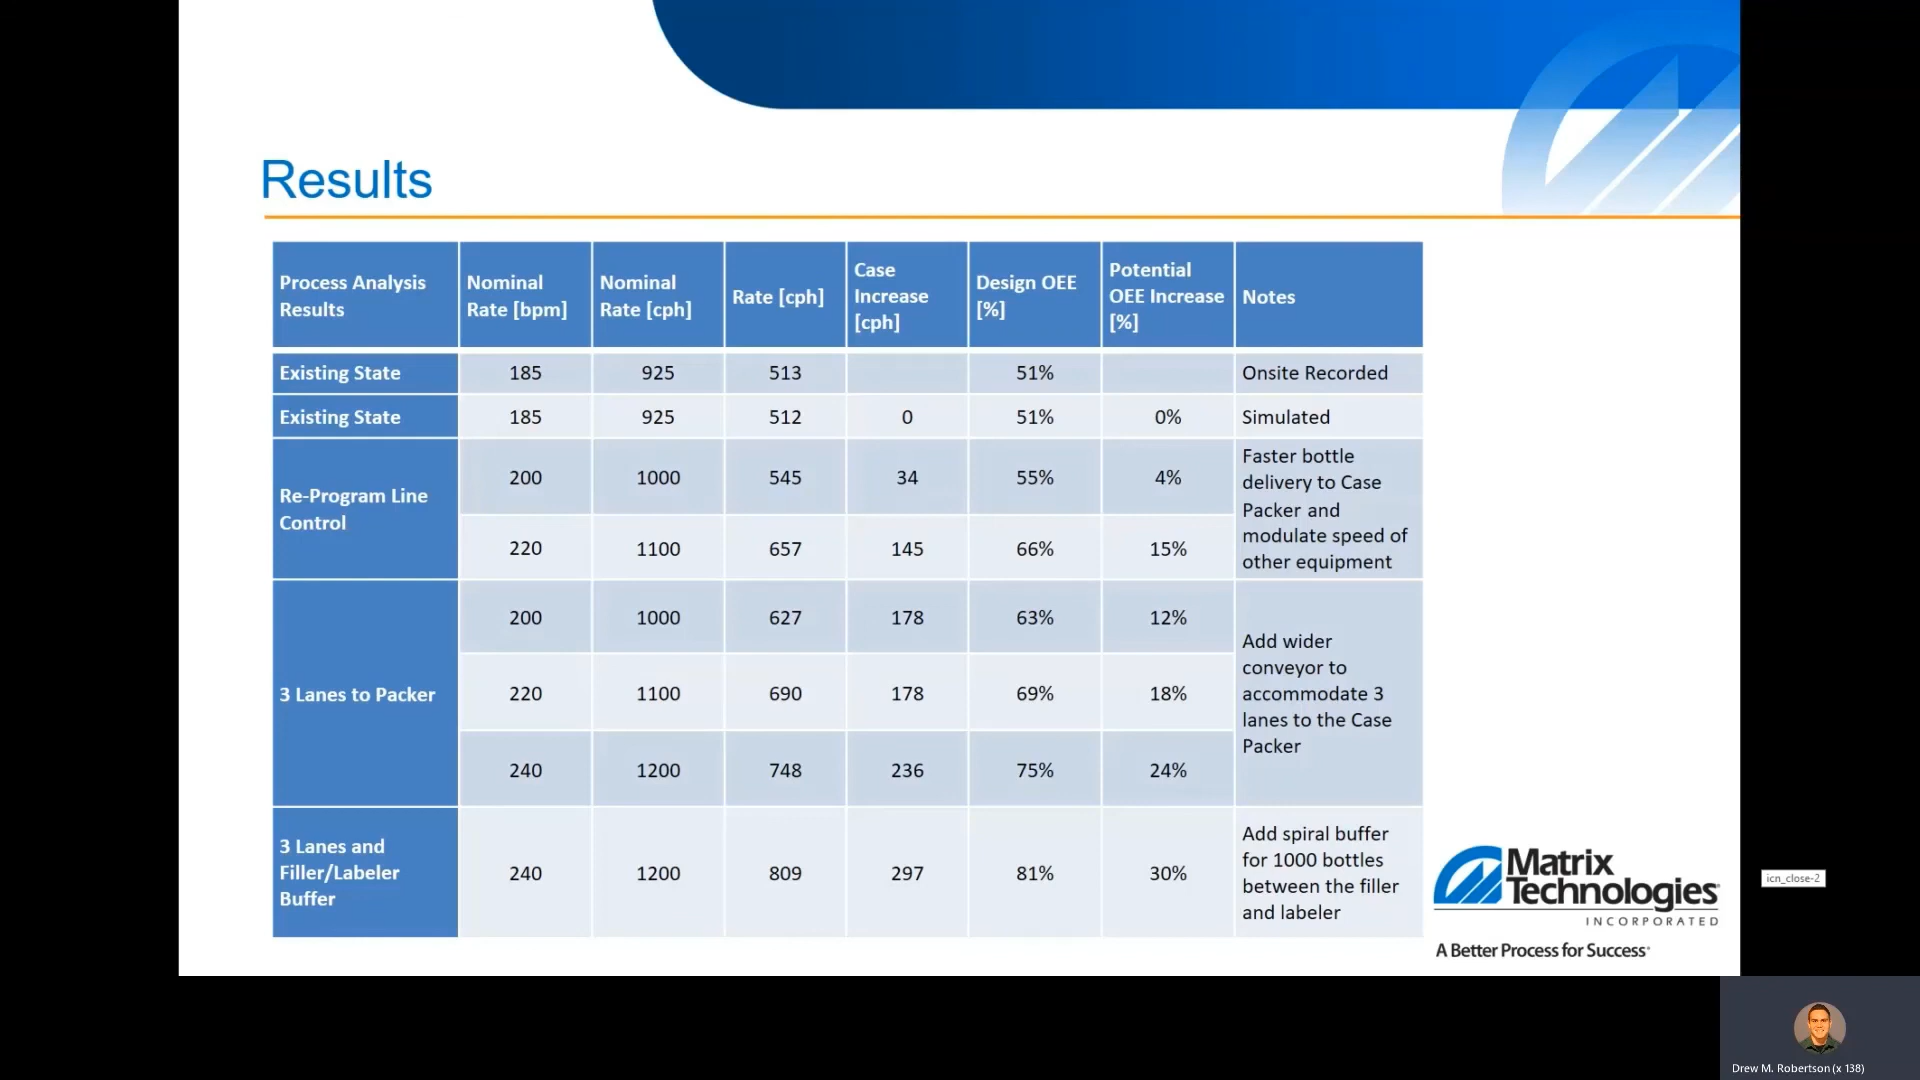 Results
Process Analysis
Results
Nominal
Rate [bpm]
Nominal
Rate [cph]
Rate [cph]
Case
Increase
[cph]
Design OEE
[%]
Potential
OEE Increase
[%]
Notes
Existing State
185
925
513
51%
Onsite Recorded
Existing State
185
925
512
0
51%
0%
Simulated
Re-Program Line
Control
200
1000
545
34
55%
4%
220
1100
657
145
66%
15%
Faster bottle
delivery to Case
Packer and
modulate speed of
other equipment
3 Lanes to Packer
200
1000
627
178
63%
12%
220
1100
690
178
69%
18%
240
1200
748
236
75%
24%
Add wider
conveyor to
accommodate 3
lanes to the Case
Packer
3 Lanes and
Filler/Labeler
Buffer
240
1200
809
297
81%
30%
Add spiral buffer
for 1000 bottles
between the filler
and labeler
Matrix
Technologies
INCORPORATED
A Better Process for Success
icn_close-2
Drew M. Robertson (x 138)